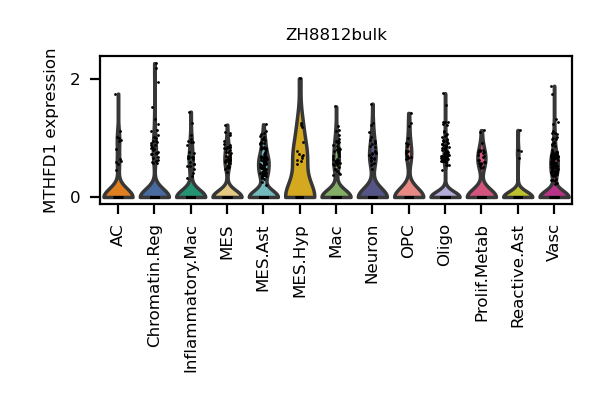 ZH8812bulk
MTHFD1 expression
2
0
AC
Chromatin.Reg
Inflammatory.Mac
MES
MES.Ast
MES.Hyp
Mac
Neuron
OPC
Oligo
Prolif.Metab
Reactive.Ast
Vasc